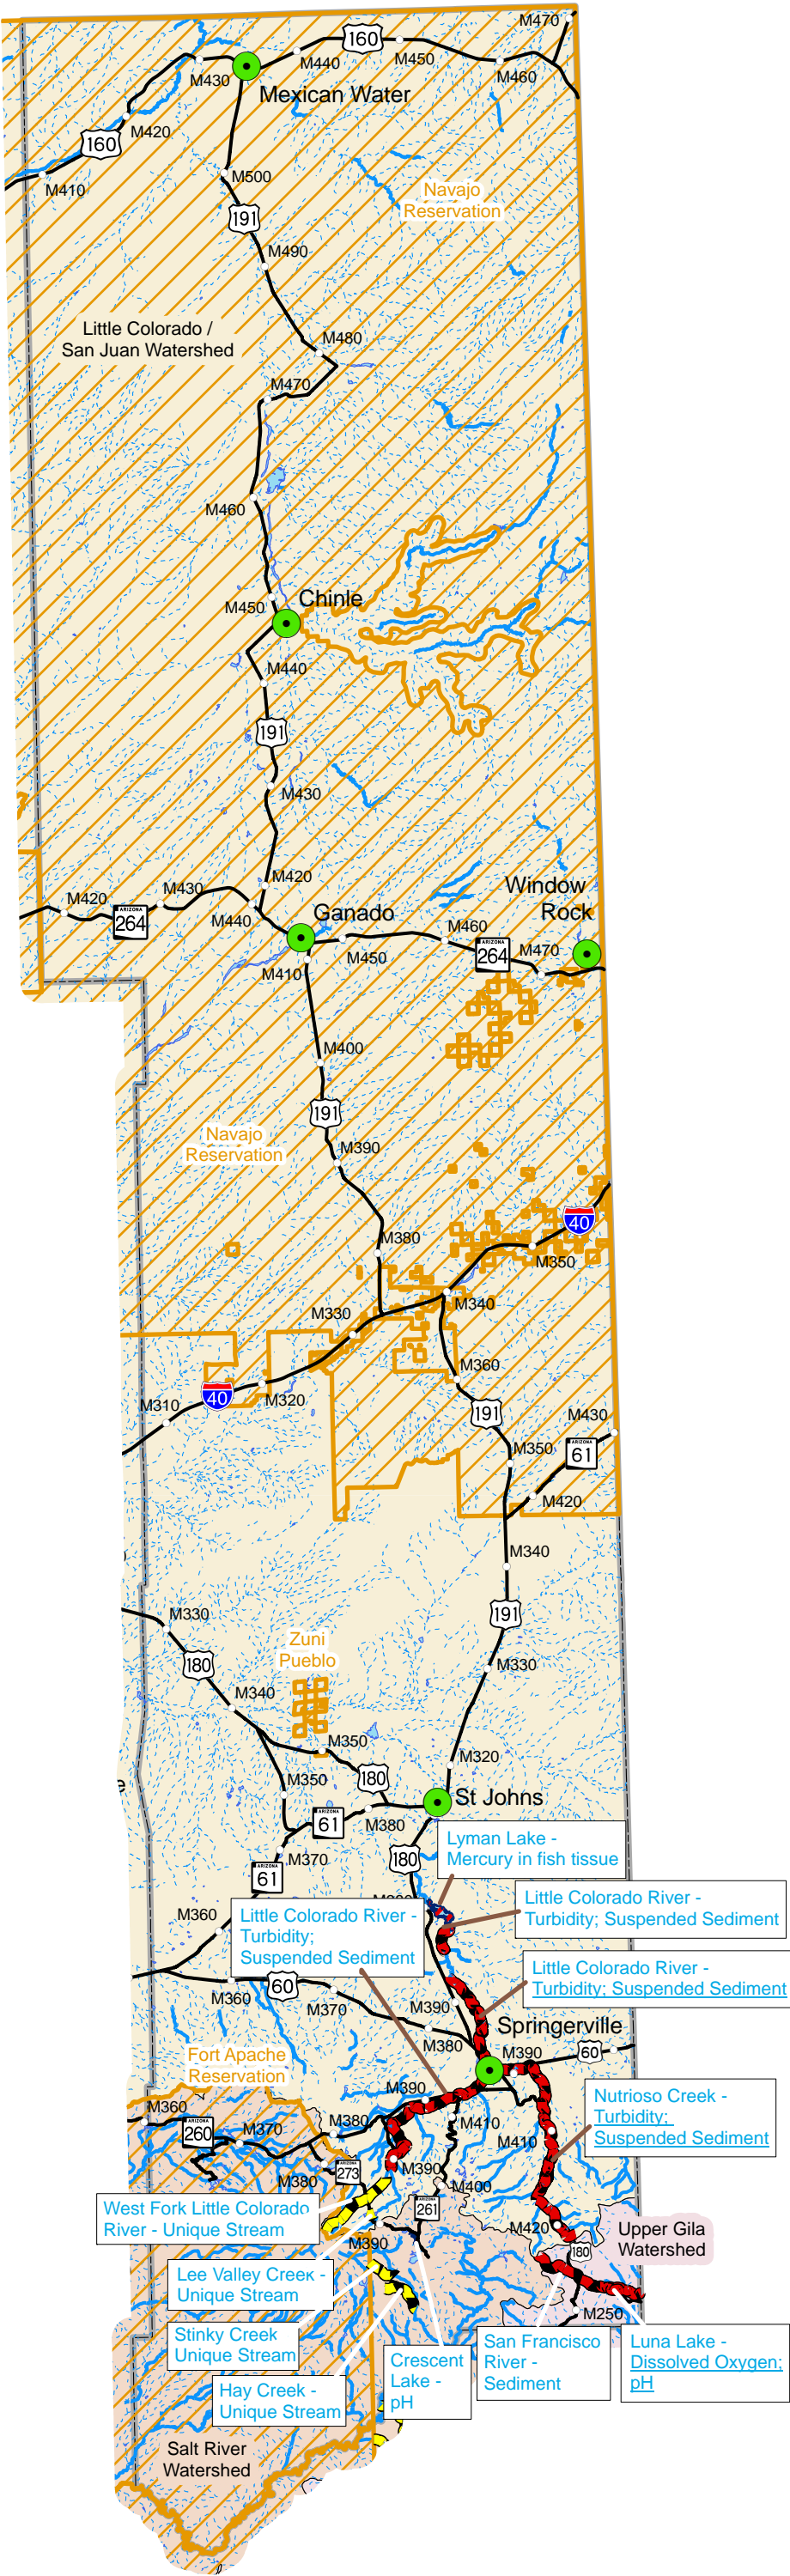 M470
160
M440
M450
M430
M460
Mexican Water
M420
160
M410
M500
Navajo
Reservation
191
M490
Little Colorado /
San Juan Watershed
M480
M470
M460
Chinle
M450
M440
191
M430
M420
M430
M420
ARIZONA
264
M440
Ganado
Window
Rock
M460
ARIZONA
264
M470
M450
M410
M400
191
Navajo
Reservation
M390
40
M380
M350
M340
M330
M360
40
M320
M310
191
M430
M350
ARIZONA
61
M420
M340
191
M330
180
Zuni
Pueblo
M330
M340
M350
M320
M350
180
St Johns
ARIZONA
61
M380
Lyman Lake -
Mercury in fish tissue
180
M370
ARIZONA
61
Little Colorado River -
Turbidity; Suspended Sediment
Little Colorado River -
Turbidity;
Suspended Sediment
M360
Little Colorado River -
Turbidity; Suspended Sediment
60
M360
M370
M390
Springerville
M380
M390
60
Fort Apache
Reservation
M390
Nutrioso Creek -
Turbidity;
Suspended Sediment
M360
ARIZONA
260
M370
M380
M410
M410
M380
ARIZONA
273
M390
M400
West Fork Little Colorado
River - Unique Stream
ARIZONA
261
M420
Upper Gila
Watershed
M390
180
Lee Valley Creek -
Unique Stream
M250
Stinky Creek
Unique Stream
Crescent
Lake -
pH
San Francisco
River -
Sediment
Luna Lake -
Dissolved Oxygen;
pH
Hay Creek -
Unique Stream
Salt River
Watershed